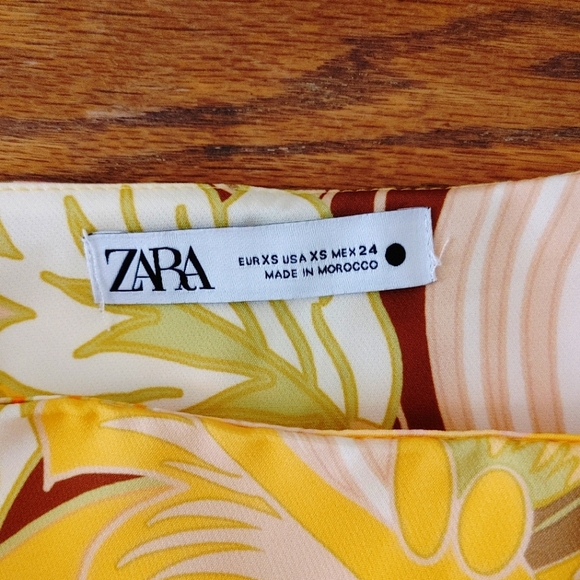 ZARA
EUR XS USA XS MEX 24
MADE IN MOROCCO